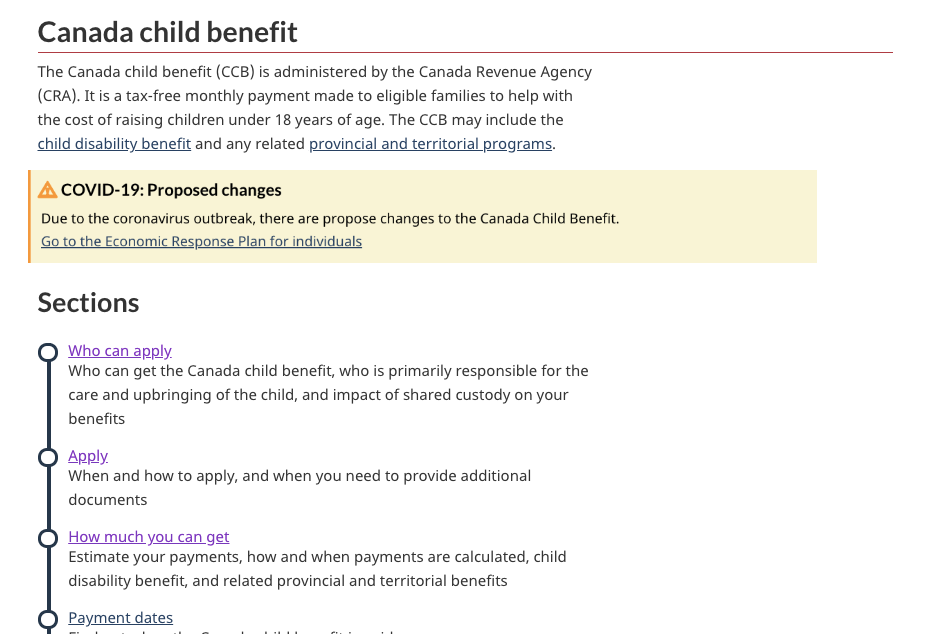 Canada child benefit
The Canada child benefit (CCB) is administered by the Canada Revenue Agency
(CRA). It is a tax-free monthly payment made to eligible families to help with
the cost of raising children under 18 years of age. The CCB may include the
child disability benefit and any related provincial and territorial programs.
COVID-19: Proposed changes
Due to the coronavirus outbreak, there are propose changes to the Canada Child Benefit.
Go to the Economic Response Plan for individuals
Sections
Who can apply
Who can get the Canada child benefit, who is primarily responsible for the
care and upbringing of the child, and impact of shared custody on your
benefits
Apply
When and how to apply, and when you need to provide additional
documents
How much you can get
Estimate your payments, how and when payments are calculated, child
disability benefit, and related provincial and territorial benefits
Payment dates